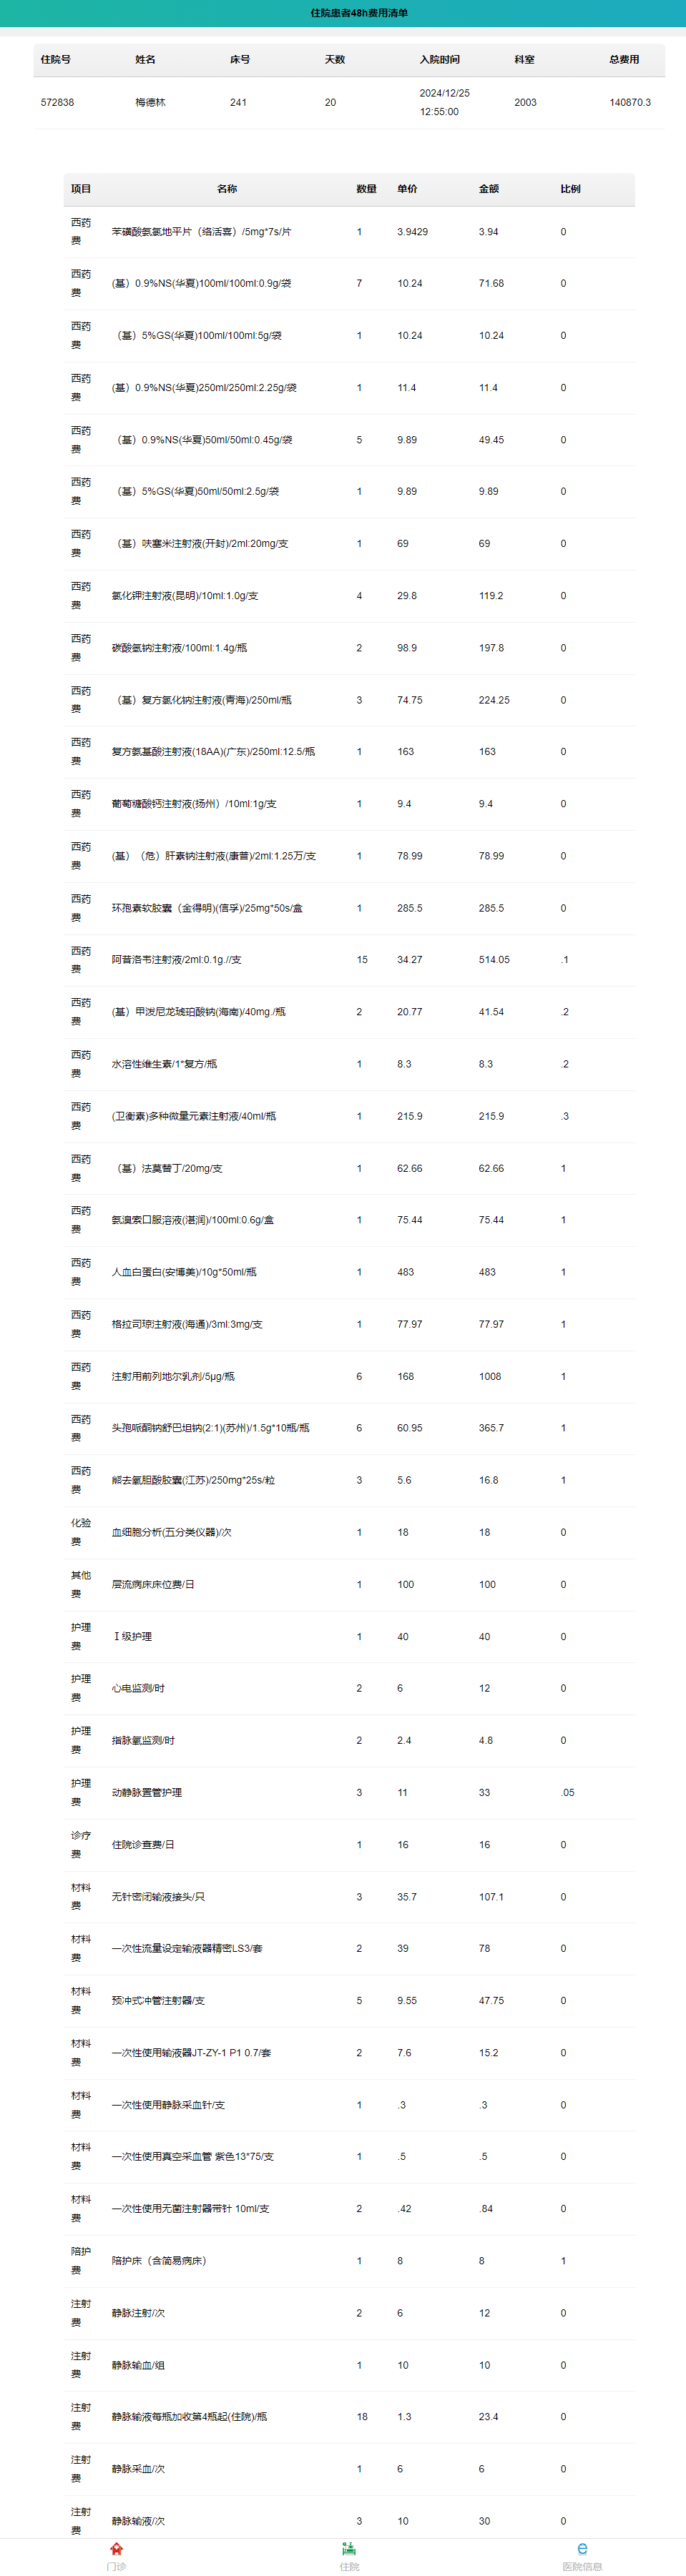 住院患者48h费用清单
住院号 姓名 床号 天数 入院时间 科室 总费用
572838 梅德林 241 20 2024/12/25 12:55:00 2003 140870.3
项目 名称 数量 单价 金额 比例
西药费 苯磺酸氨氯地平片（络活喜）/5mg*7s/片 1 3.9429 3.94 0
西药费 (基）0.9%NS(华夏)100ml/100ml:0.9g/袋 7 10.24 71.68 0
西药费 （基）5%GS(华夏)100ml/100ml:5g/袋 1 10.24 10.24 0
西药费 (基）0.9%NS(华夏)250ml/250ml:2.25g/袋 1 11.4 11.4 0
西药费 （基）0.9%NS(华夏)50ml/50ml:0.45g/袋 5 9.89 49.45 0
西药费 （基）5%GS(华夏)50ml/50ml:2.5g/袋 1 9.89 9.89 0
西药费 （基）呋塞米注射液(开封)/2ml:20mg/支 1 69 69 0
西药费 氯化钾注射液(昆明)/10ml:1.0g/支 4 29.8 119.2 0
西药费 碳酸氢钠注射液/100ml:1.4g/瓶 2 98.9 197.8 0
西药费 （基）复方氯化钠注射液(青海)/250ml/瓶 3 74.75 224.25 0
西药费 复方氨基酸注射液(18AA)(广东)/250ml:12.5/瓶 1 163 163 0
西药费 葡萄糖酸钙注射液(扬州）/10ml:1g/支 1 9.4 9.4 0
西药费 (基）（危）肝素钠注射液(康普)/2ml:1.25万/支 1 78.99 78.99 0
西药费 环孢素软胶囊（金得明)(信孚)/25mg*50s/盒 1 285.5 285.5 0
西药费 阿昔洛韦注射液/2ml:0.1g.//支 15 34.27 514.05 .1
西药费 (基）甲泼尼龙琥珀酸钠(海南)/40mg./瓶 2 20.77 41.54 .2
西药费 水溶性维生素/1*复方/瓶 1 8.3 8.3 .2
西药费 (卫衡素)多种微量元素注射液/40ml/瓶 1 215.9 215.9 .3
西药费 （基）法莫替丁/20mg/支 1 62.66 62.66 1
西药费 氨溴索口服溶液(湛润)/100ml:0.6g/盒 1 75.44 75.44 1
西药费 人血白蛋白(安博美)/10g*50ml/瓶 1 483 483 1
西药费 格拉司琼注射液(海通)/3ml:3mg/支 1 77.97 77.97 1
西药费 注射用前列地尔乳剂/5μg/瓶 6 168 1008 1
西药费 头孢哌酮钠舒巴坦钠(2:1)(苏州)/1.5g*10瓶/瓶 6 60.95 365.7 1
西药费 熊去氧胆酸胶囊(江苏)/250mg*25s/粒 3 5.6 16.8 1
化验费 血细胞分析(五分类仪器)/次 1 18 18 0
其他费 层流病床床位费/日 1 100 100 0
护理费 Ⅰ级护理 1 40 40 0
护理费 心电监测/时 2 6 12 0
护理费 指脉氧监测/时 2 2.4 4.8 0
护理费 动静脉置管护理 3 11 33 .05
诊疗费 住院诊查费/日 1 16 16 0
材料费 无针密闭输液接头/只 3 35.7 107.1 0
材料费 一次性流量设定输液器精密LS3/套 2 39 78 0
材料费 预冲式冲管注射器/支 5 9.55 47.75 0
材料费 一次性使用输液器JT-ZY-1 P1 0.7/套 2 7.6 15.2 0
材料费 一次性使用静脉采血针/支 1 .3 .3 0
材料费 一次性使用真空采血管 紫色13*75/支 1 .5 .5 0
材料费 一次性使用无菌注射器带针 10ml/支 2 .42 .84 0
陪护费 陪护床（含简易病床） 1 8 8 1
注射费 静脉注射/次 2 6 12 0
注射费 静脉输血/组 1 10 10 0
注射费 静脉输液每瓶加收第4瓶起(住院)/瓶 18 1.3 23.4 0
注射费 静脉采血/次 1 6 6 0
注射费 静脉输液/次 3 10 30 0
门诊 住院 医院信息